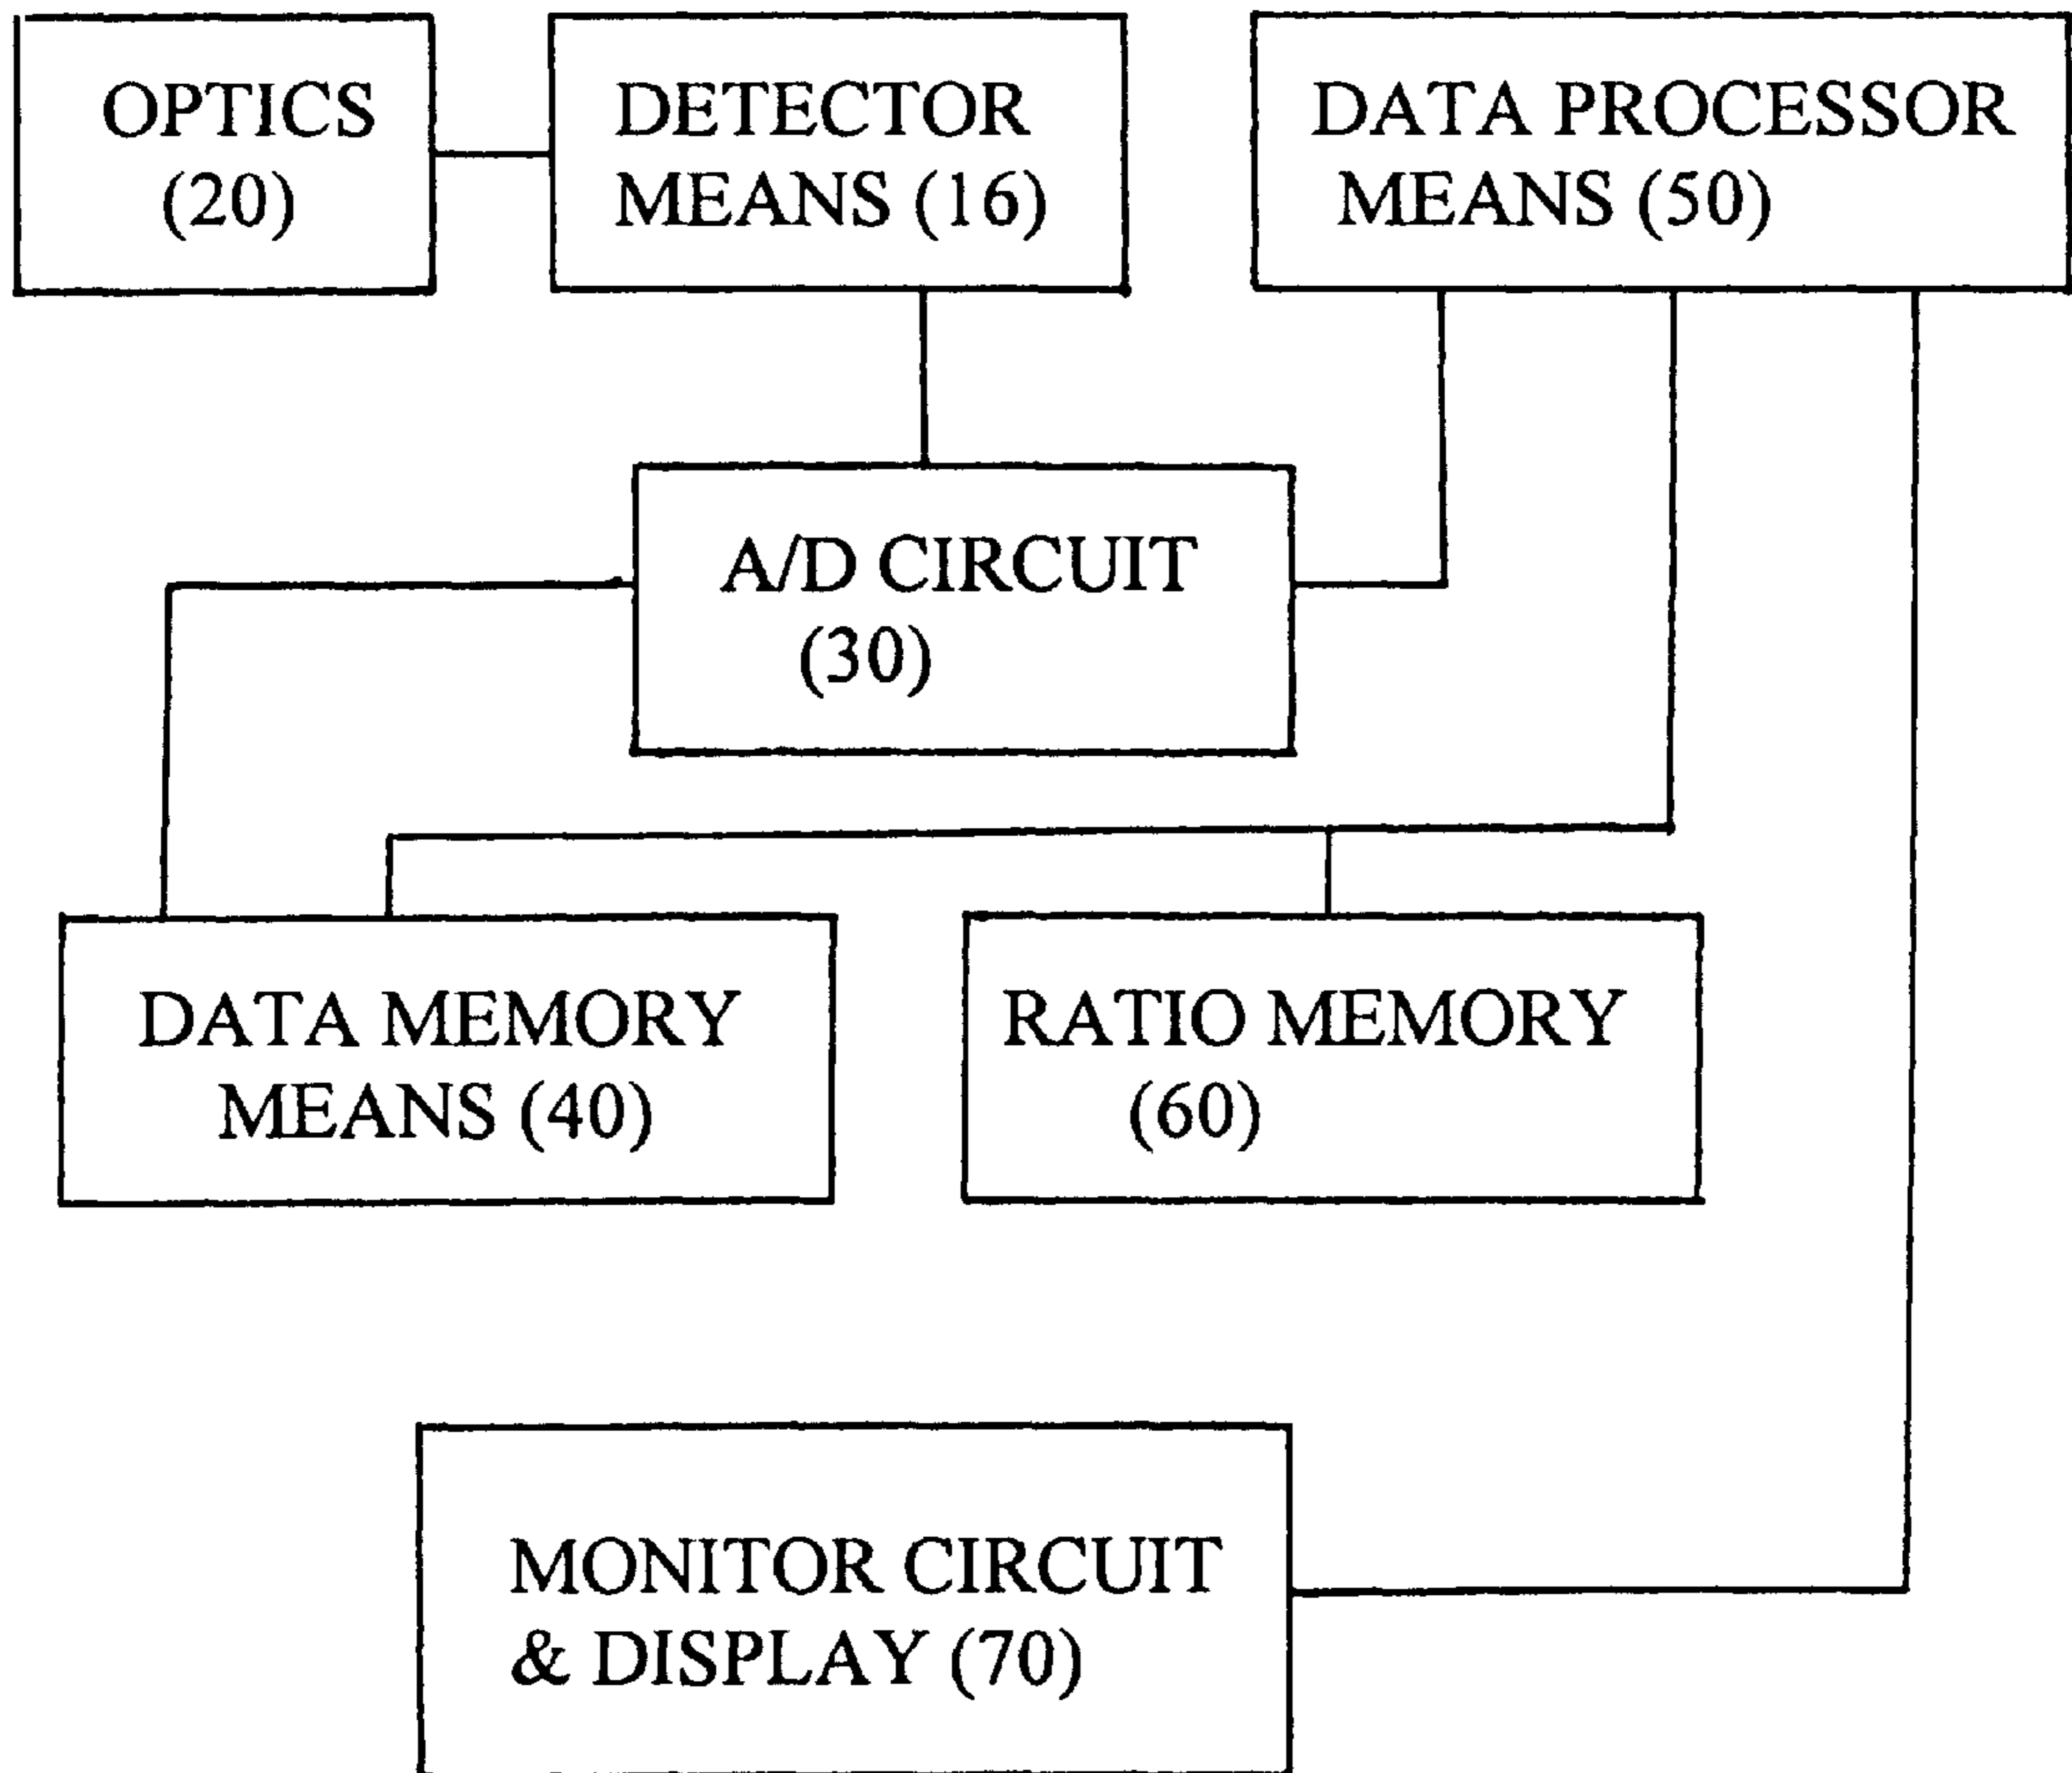 OPTICS
(20)
DETECTOR
MEANS (16)
DATA PROCESSOR
MEANS (50)
A/D CIRCUIT
(30)
DATA MEMORY
MEANS (40)
RATIO MEMORY
(60)
MONITOR CIRCUIT
& DISPLAY (70)